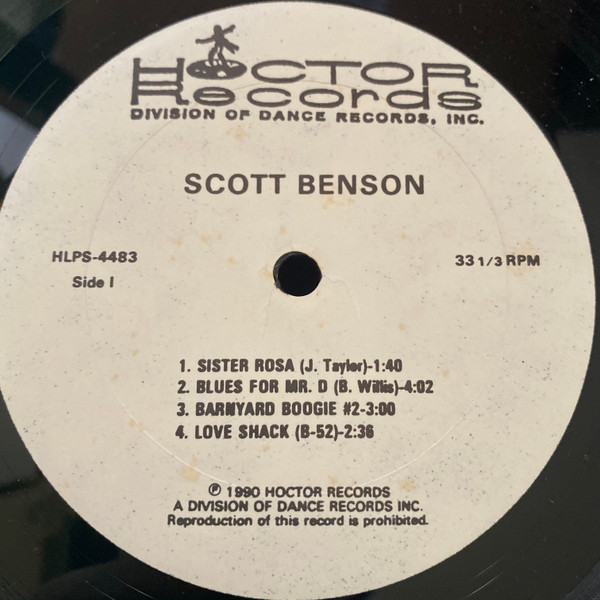 HOCTOR
Records
DIVISION OF DANCE RECORDS, INC.
SCOTT BENSON
HLPS-4483
Side I
33 1/3 RPM
1. SISTER ROSA (J. Taylor)-1:40
2. BLUES FOR MR. D (B. Willis)-4:02
3. BARNYARD BOOGIE #2-3:00
4. LOVE SHACK (B-52)-2:36
℗ 1990 HOCTOR RECORDS
A DIVISION OF DANCE RECORDS INC.
Reproduction of this record is prohibited.